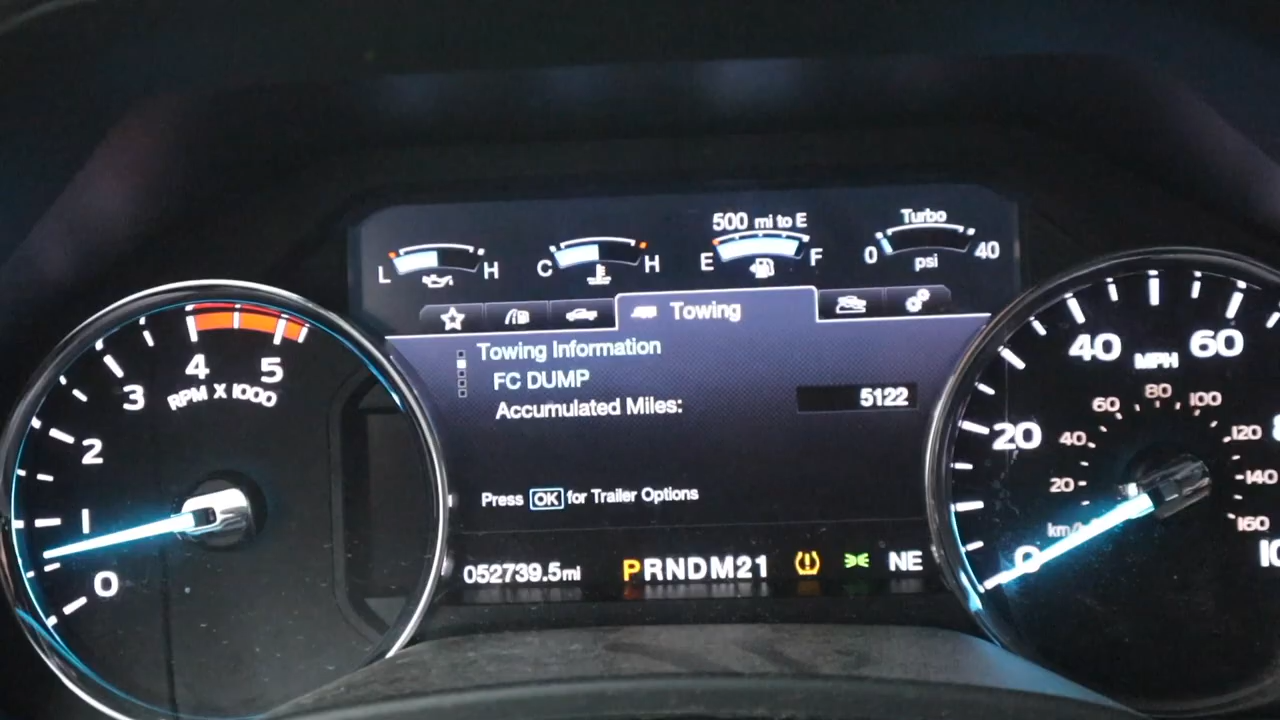 500 mi to E
Turbo
L H
C H
E F
0 40
psi
Towing
Towing Information
FC DUMP
Accumulated Miles: 5122
Press OK for Trailer Options
052739.5mi
PRNDM21
NE
0 1 2 3 4 5
RPM X 1000
0 20 40 60
MPH
20 40 60 80 100 120 140 160